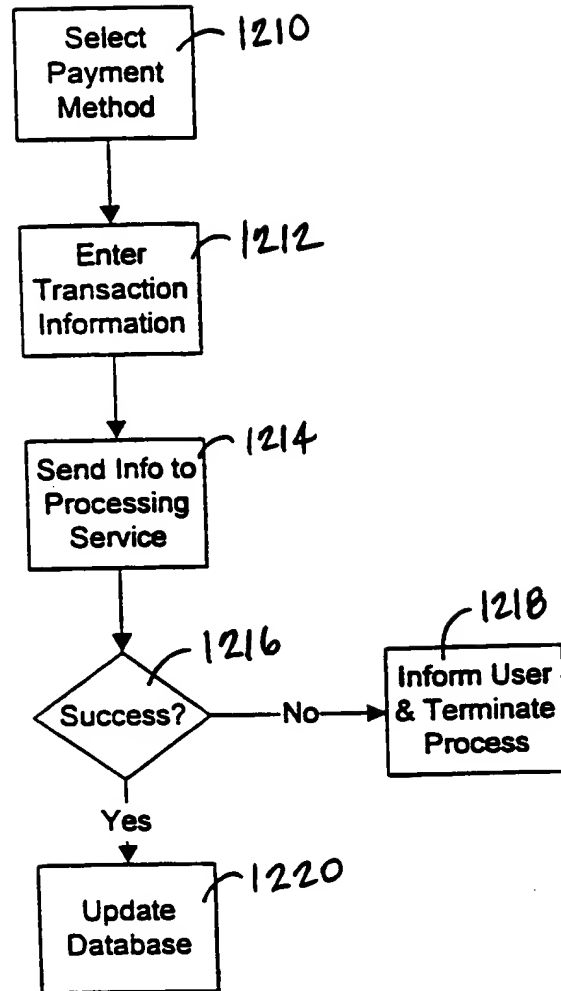 Select
Payment
Method
1210
Enter
Transaction
Information
1212
Send Info to
Processing
Service
1214
Success?
1216
No
Inform User
& Terminate
Process
1218
Yes
Update
Database
1220